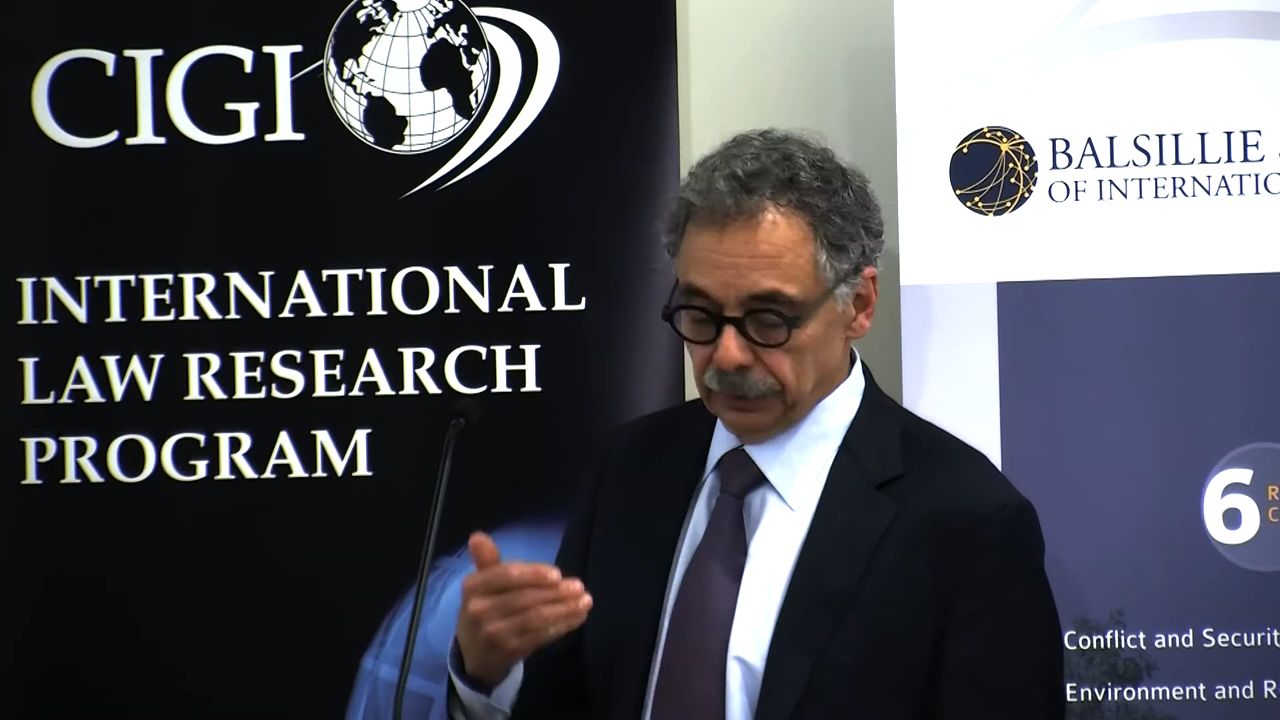 CIGI
INTERNATIONAL
LAW RESEARCH
PROGRAM
BALSILLIE
OF INTERNATIO
6
R
C
Conflict and Securit
Environment and R